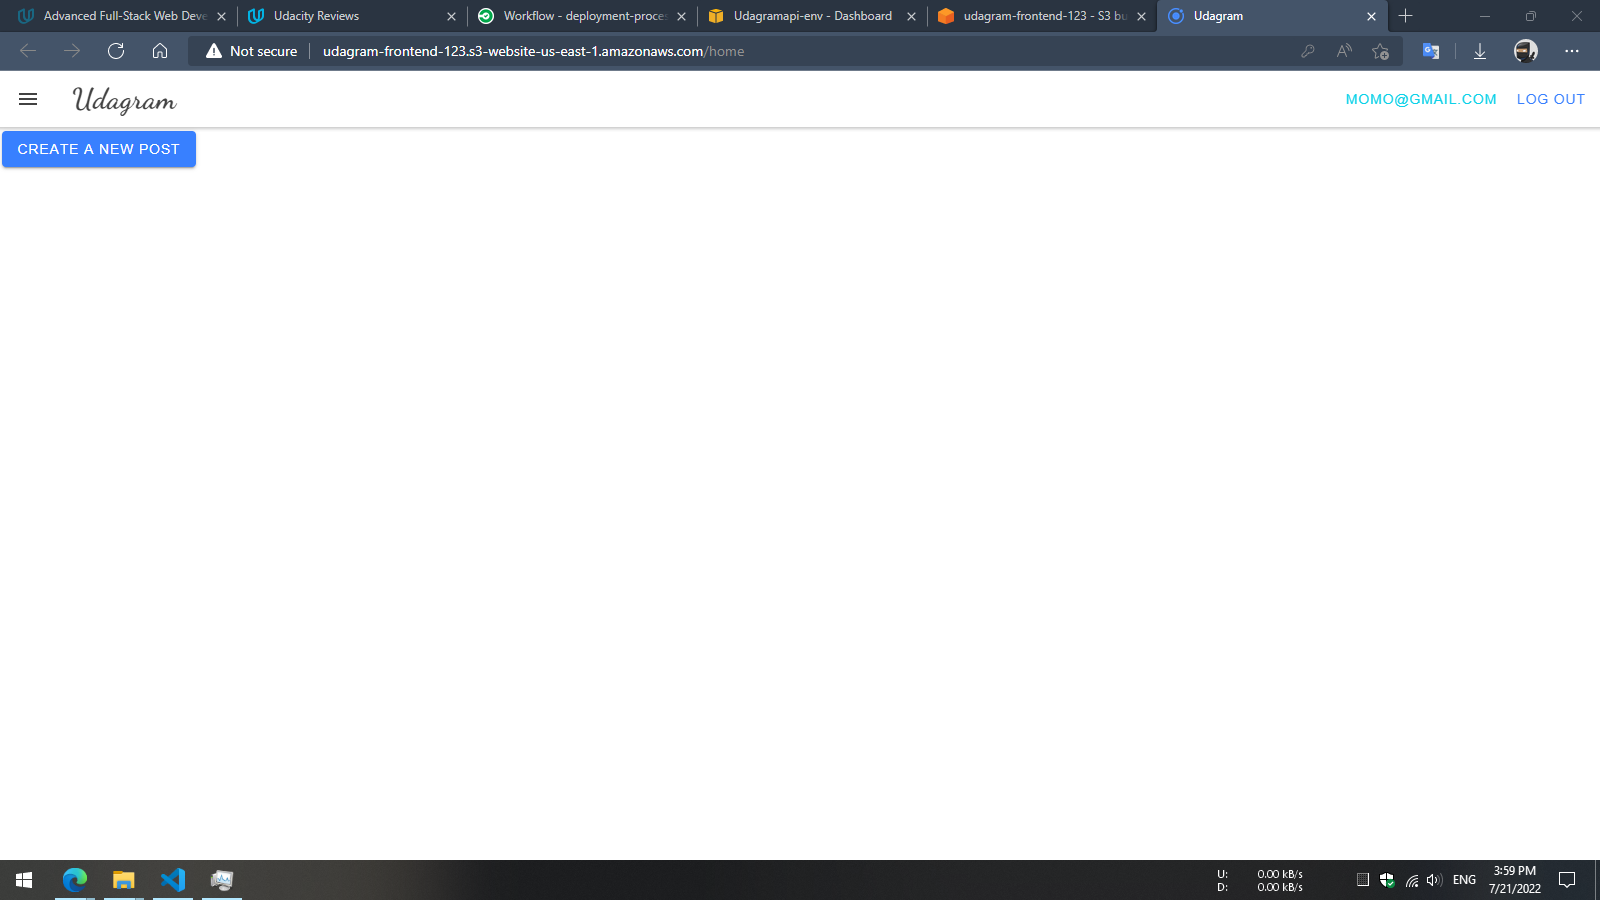 Advanced Full-Stack Web Deve
Udacity Reviews
Workflow - deployment-proces
Udagramapi-env - Dashboard
udagram-frontend-123 - S3 bu
Udagram
Not secure
udagram-frontend-123.s3-website-us-east-1.amazonaws.com/home
Udagram
MOMO@GMAIL.COM
LOG OUT
CREATE A NEW POST
U: 0.00 kB/s
D: 0.00 kB/s
ENG
3:59 PM
7/21/2022